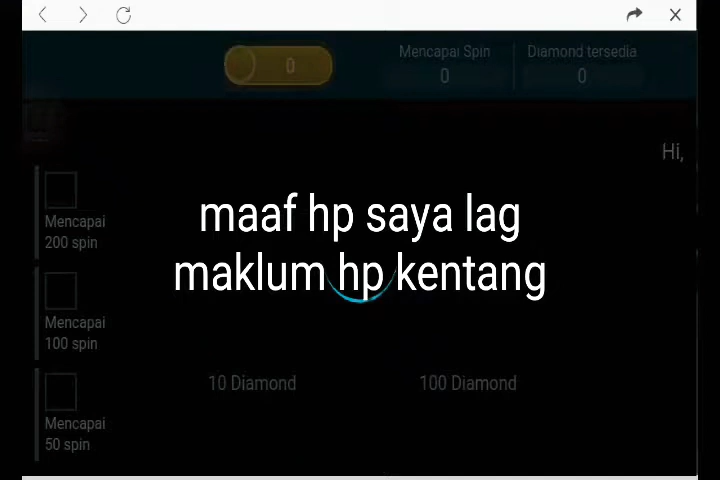 Mencapai Spin
Diamond tersedia
0
0
0
Hi,
Mencapai
200 spin
maaf hp saya lag
maklum hp kentang
Mencapai
100 spin
10 Diamond
100 Diamond
Mencapai
50 spin